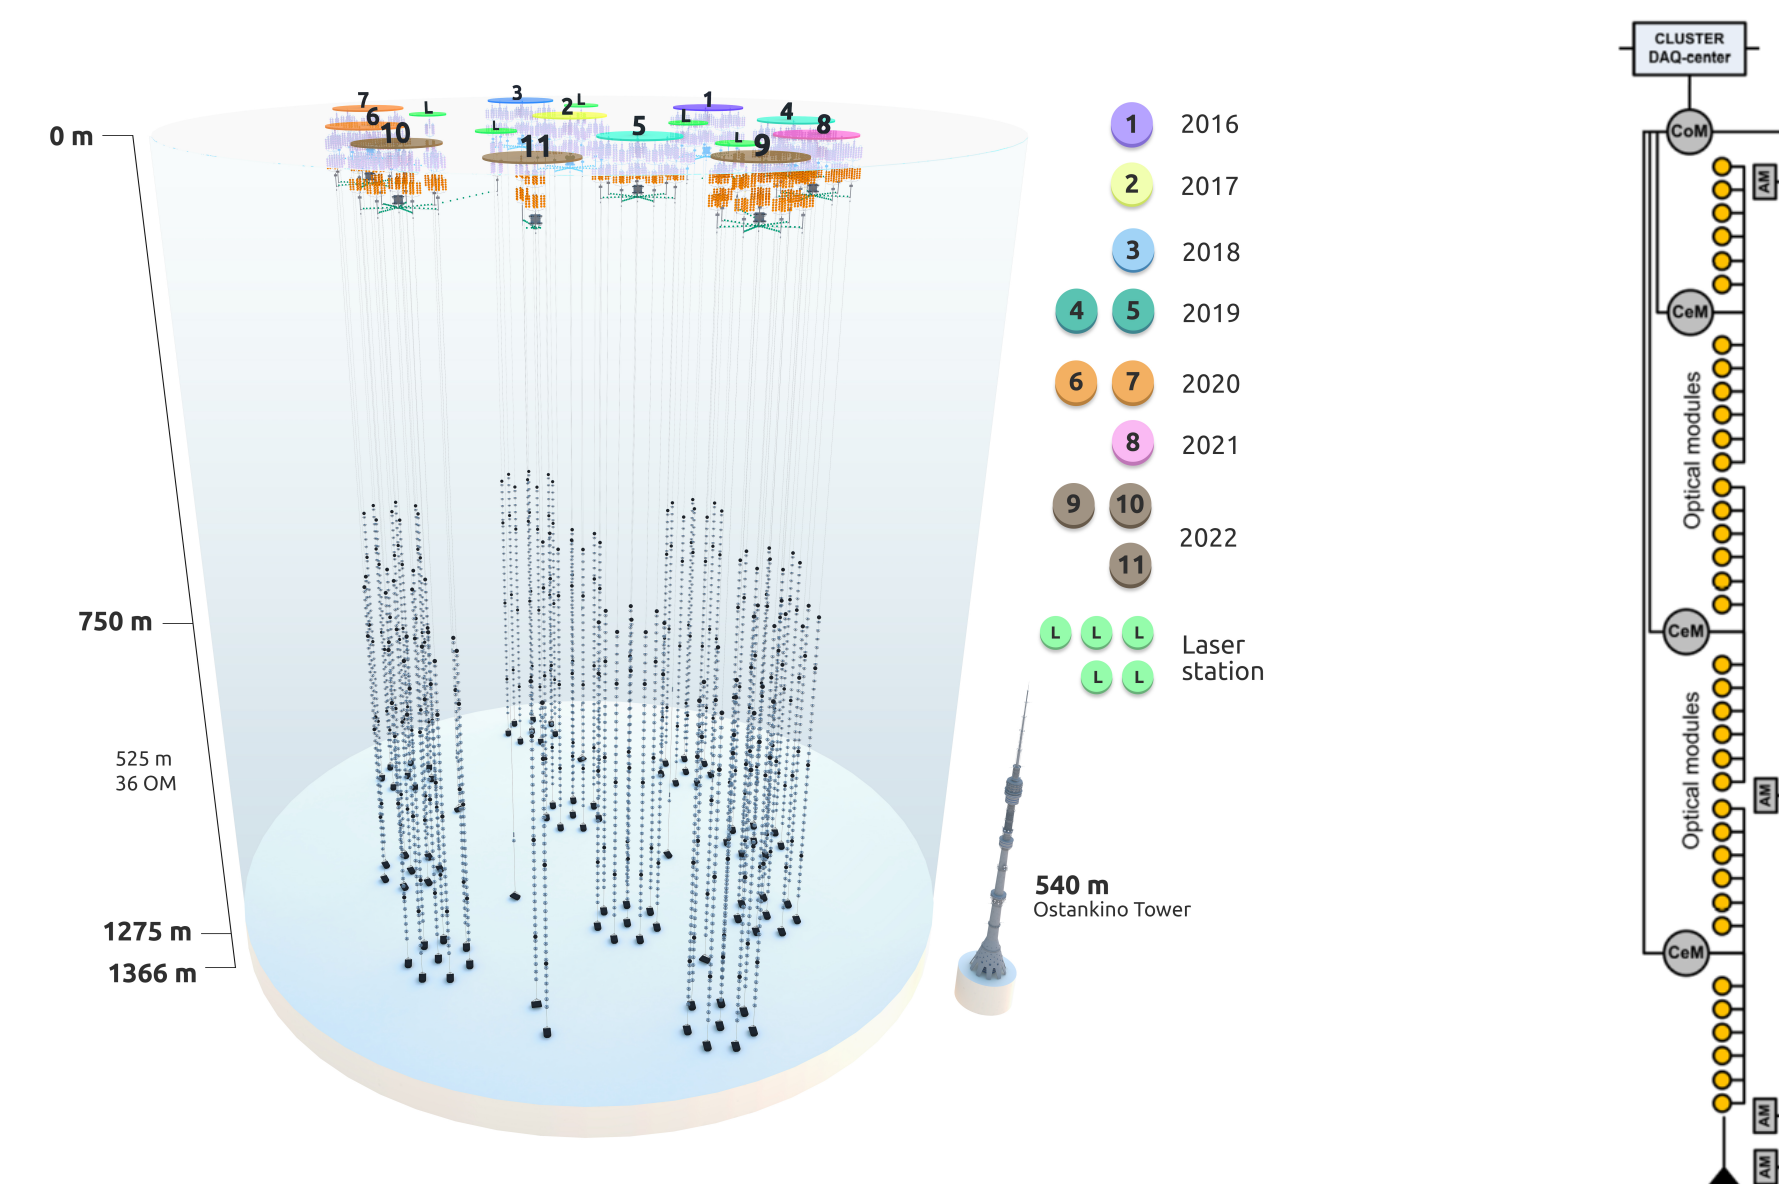 7
6
10
L
3
2
L
L
11
5
1
L
4
8
L
9
0 m
750 m
525 m
36 OM
1275 m
1366 m
1
2016
2
2017
3
2018
4
5
2019
6
7
2020
8
2021
9
10
2022
11
L
L
L
Laser
station
L
L
540 m
Ostankino Tower
CLUSTER
DAQ-center
CoM
AM
CeM
Optical modules
CeM
Optical modules
AM
CeM
AM
AM